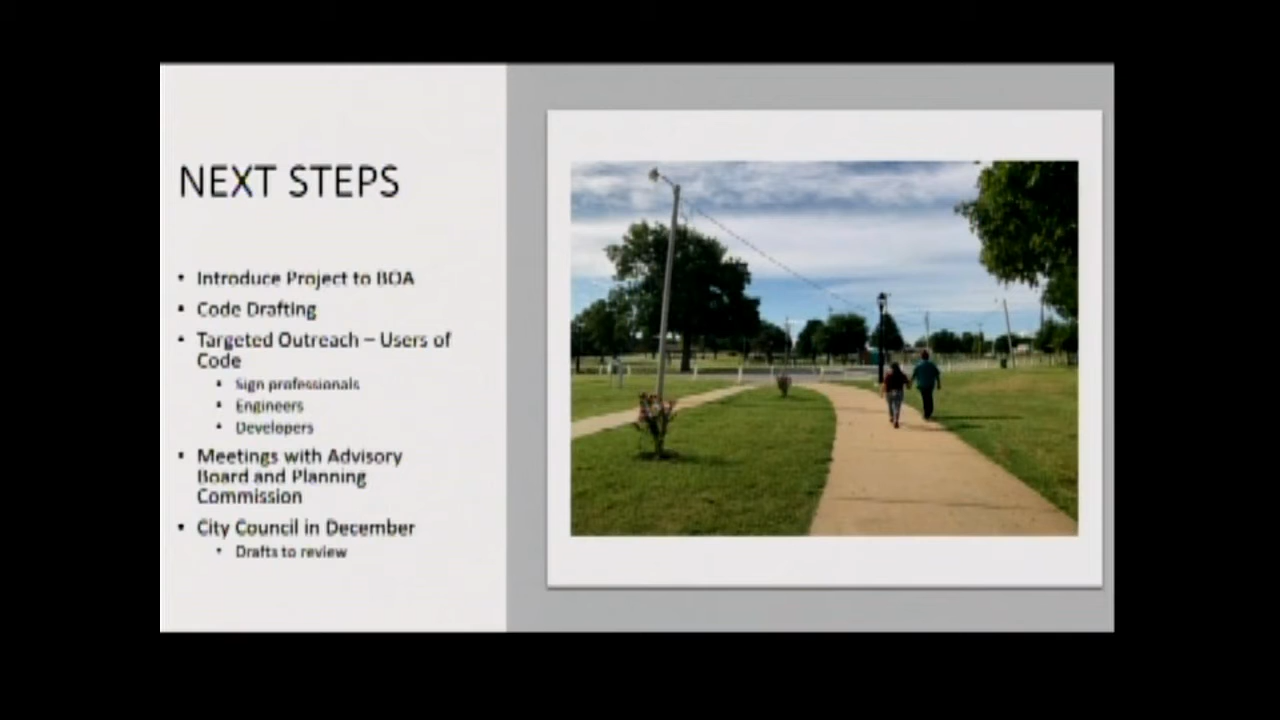 NEXT STEPS
• Introduce Project to BOA
• Code Drafting
• Targeted Outreach – Users of
Code
• Sign professionals
• Engineers
• Developers
• Meetings with Advisory
Board and Planning
Commission
• City Council in December
• Drafts to review